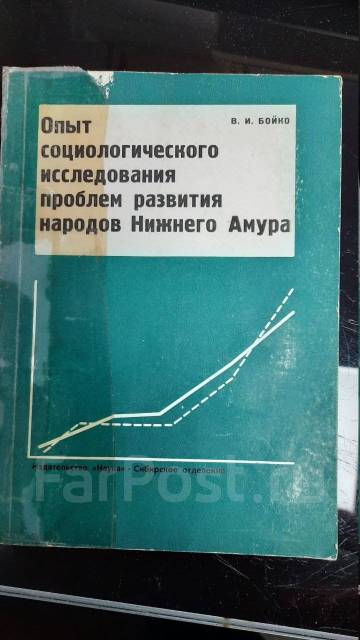 В. И. БОЙКО
Опыт
социологического
исследования
проблем развития
народов Нижнего Амура
Издательство «Наука» · Сибирское отделение
FarPost.ru